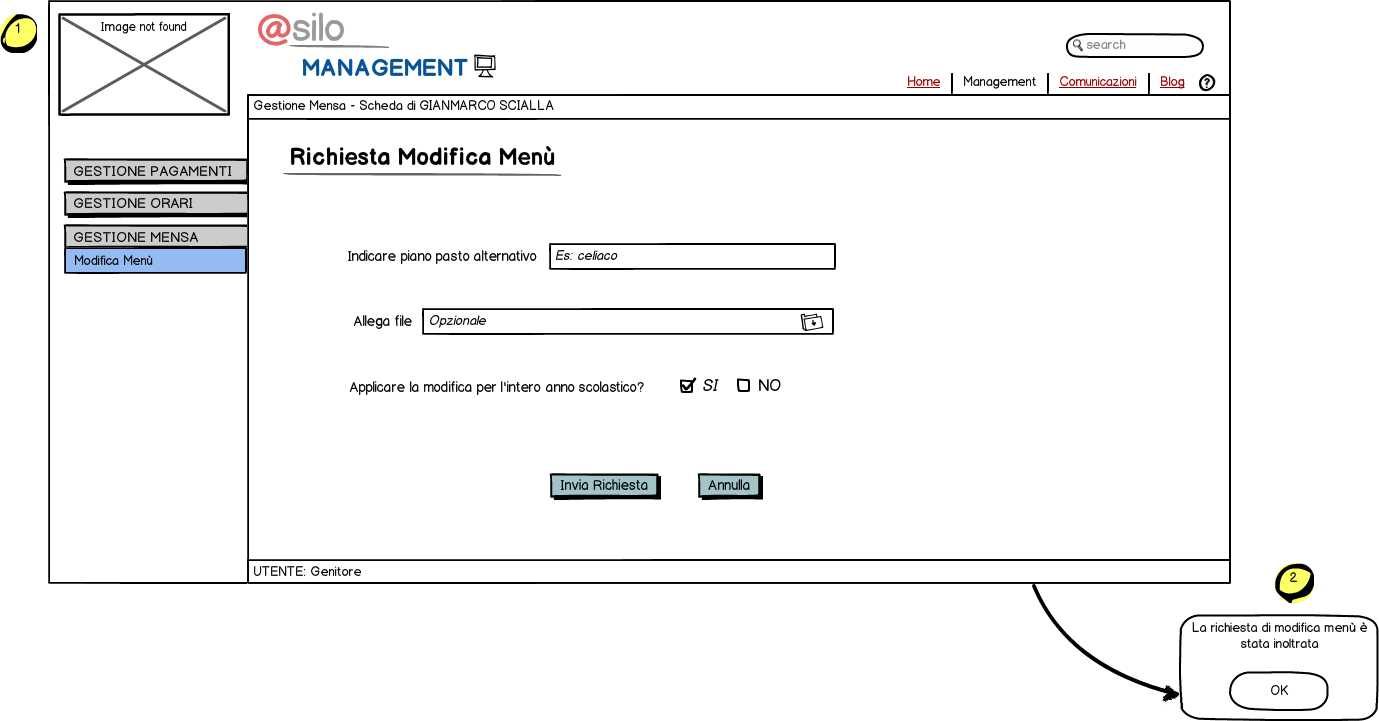 1
Image not found
@silo
MANAGEMENT
search
Home
Management
Comunicazioni
Blog
?
Gestione Mensa - Scheda di GIANMARCO SCIALLA
GESTIONE PAGAMENTI
GESTIONE ORARI
GESTIONE MENSA
Modifica Menù
Richiesta Modifica Menù
Indicare piano pasto alternativo
Es: celiaco
Allega file
Opzionale
Applicare la modifica per l'intero anno scolastico?
SI
NO
Invia Richiesta
Annulla
UTENTE: Genitore
2
La richiesta di modifica menù è
stata inoltrata
OK